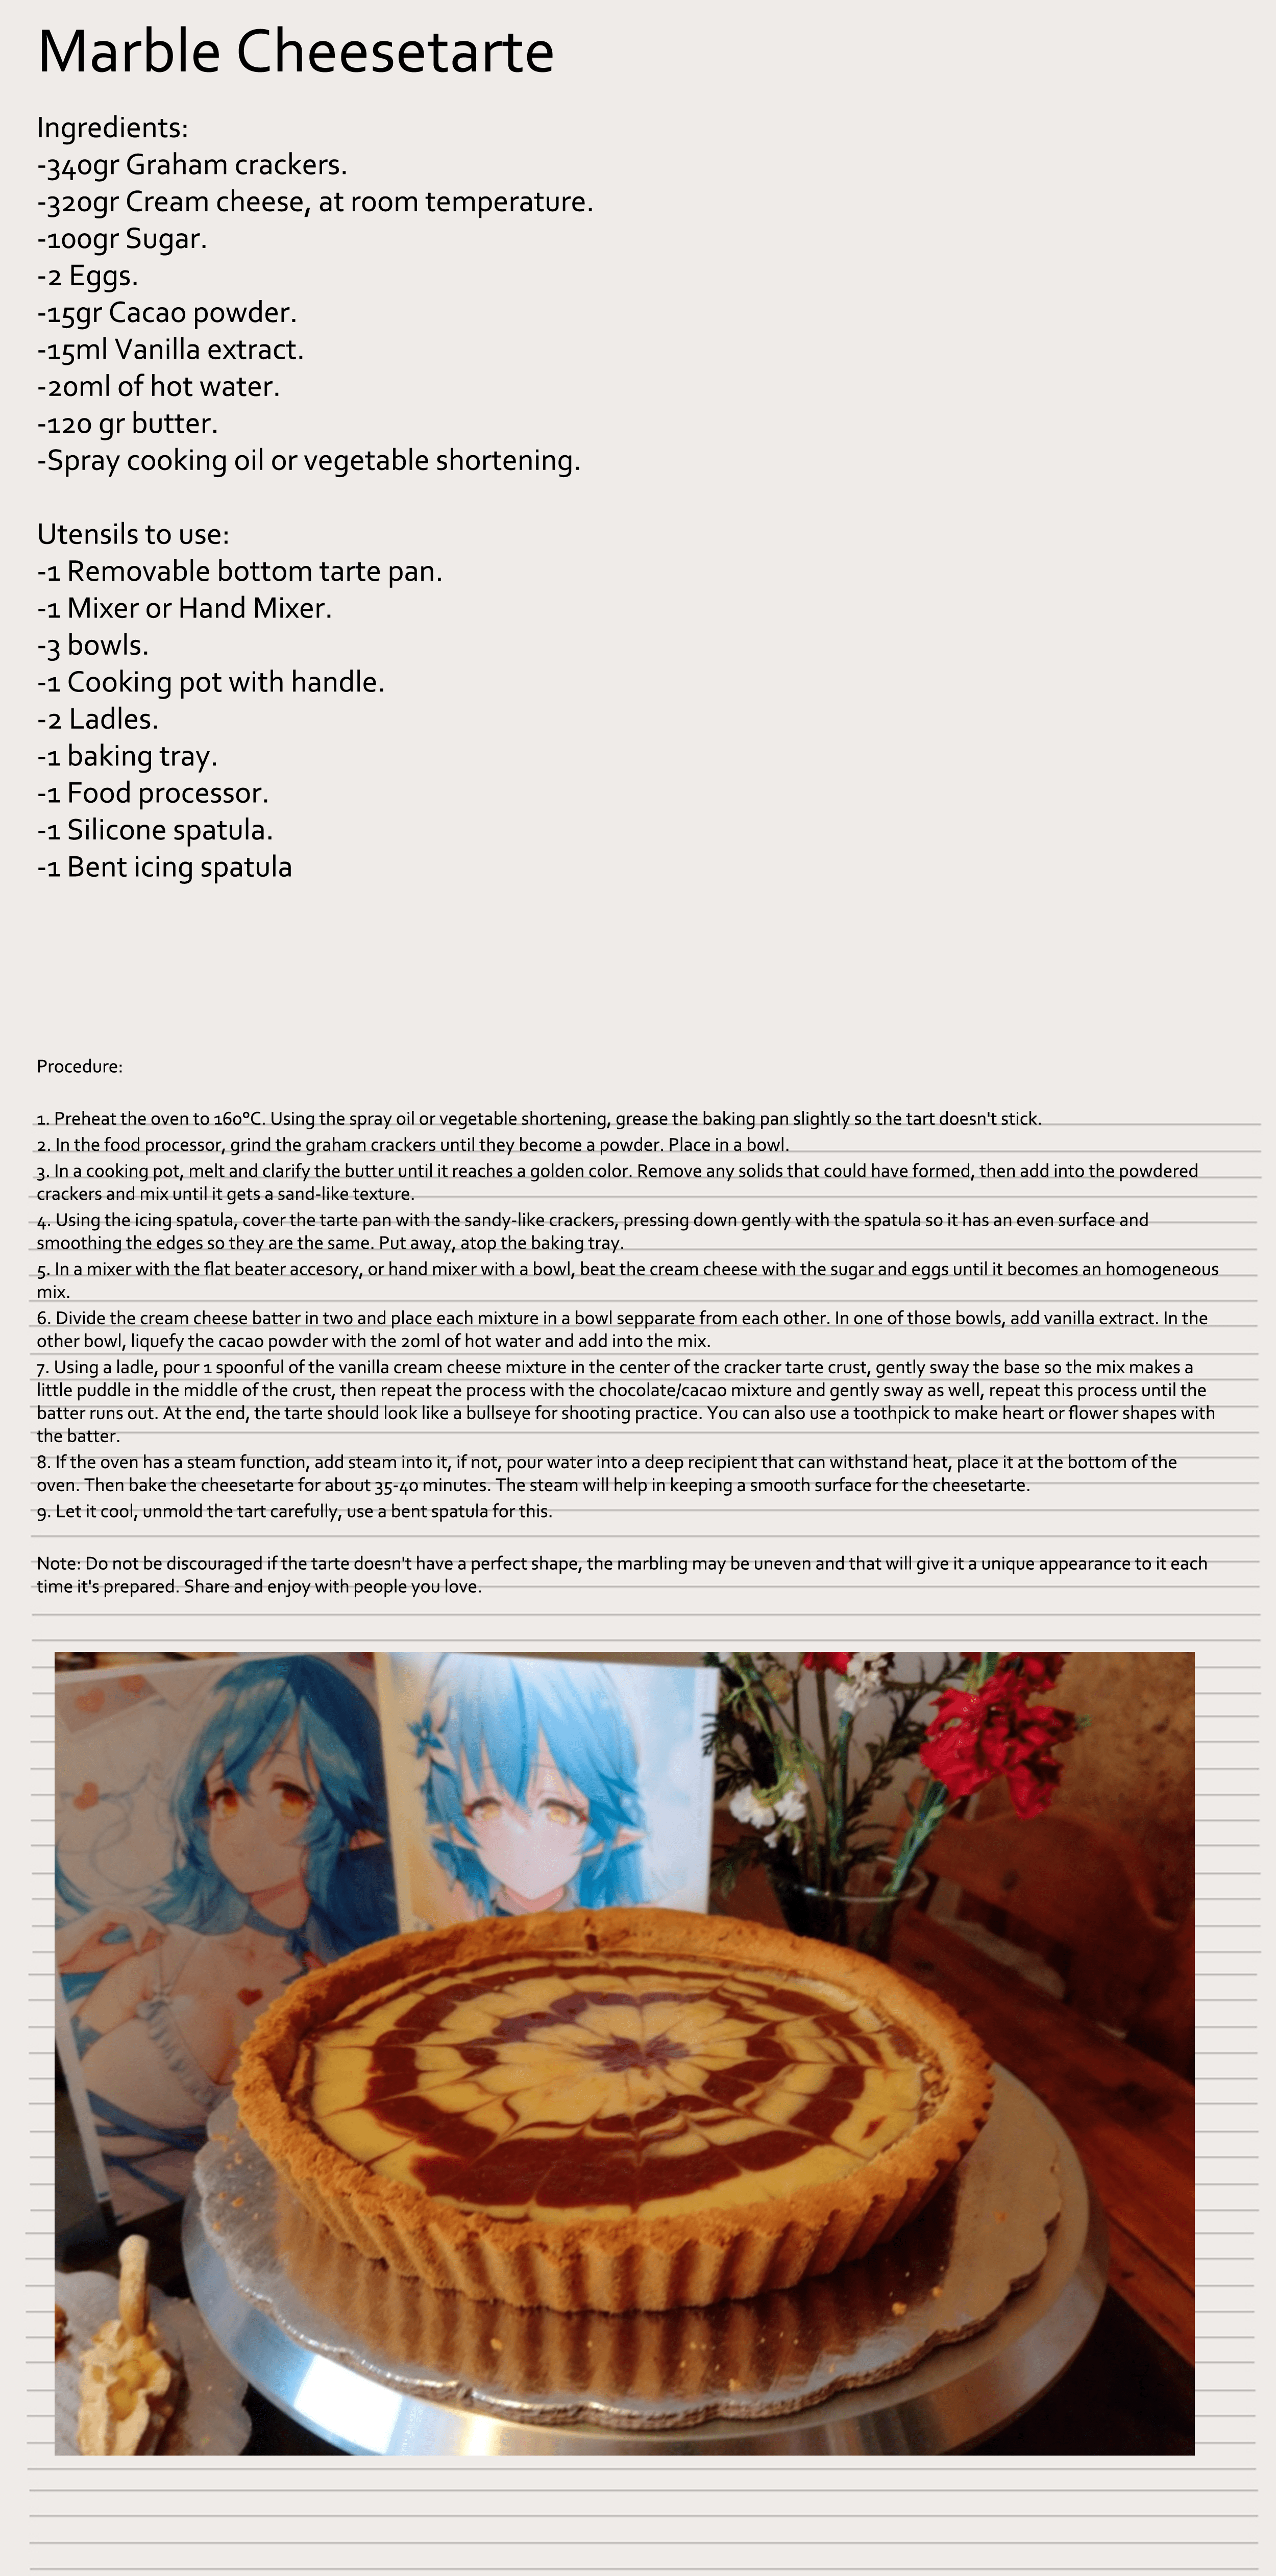 Marble Cheesetarte
Ingredients:
-340gr Graham crackers.
-320gr Cream cheese, at room temperature.
-100gr Sugar.
-2 Eggs.
-15gr Cacao powder.
-15ml Vanilla extract.
-20ml of hot water.
-120 gr butter.
-Spray cooking oil or vegetable shortening.
Utensils to use:
-1 Removable bottom tarte pan.
-1 Mixer or Hand Mixer.
-3 bowls.
-1 Cooking pot with handle.
-2 Ladles.
-1 baking tray.
-1 Food processor.
-1 Silicone spatula.
-1 Bent icing spatula
Procedure:
1. Preheat the oven to 160°C. Using the spray oil or vegetable shortening, grease the baking pan slightly so the tart doesn't stick.
2. In the food processor, grind the graham crackers until they become a powder. Place in a bowl.
3. In a cooking pot, melt and clarify the butter until it reaches a golden color. Remove any solids that could have formed, then add into the powdered
crackers and mix until it gets a sand-like texture.
4. Using the icing spatula, cover the tarte pan with the sandy-like crackers, pressing down gently with the spatula so it has an even surface and
smoothing the edges so they are the same. Put away, atop the baking tray.
5. In a mixer with the flat beater accesory, or hand mixer with a bowl, beat the cream cheese with the sugar and eggs until it becomes an homogeneous
mix.
6. Divide the cream cheese batter in two and place each mixture in a bowl sepparate from each other. In one of those bowls, add vanilla extract. In the
other bowl, liquefy the cacao powder with the 20ml of hot water and add into the mix.
7. Using a ladle, pour 1 spoonful of the vanilla cream cheese mixture in the center of the cracker tarte crust, gently sway the base so the mix makes a
little puddle in the middle of the crust, then repeat the process with the chocolate/cacao mixture and gently sway as well, repeat this process until the
batter runs out. At the end, the tarte should look like a bullseye for shooting practice. You can also use a toothpick to make heart or flower shapes with
the batter.
8. If the oven has a steam function, add steam into it, if not, pour water into a deep recipient that can withstand heat, place it at the bottom of the
oven. Then bake the cheesetarte for about 35-40 minutes. The steam will help in keeping a smooth surface for the cheesetarte.
9. Let it cool, unmold the tart carefully, use a bent spatula for this.
Note: Do not be discouraged if the tarte doesn't have a perfect shape, the marbling may be uneven and that will give it a unique appearance to it each
time it's prepared. Share and enjoy with people you love.